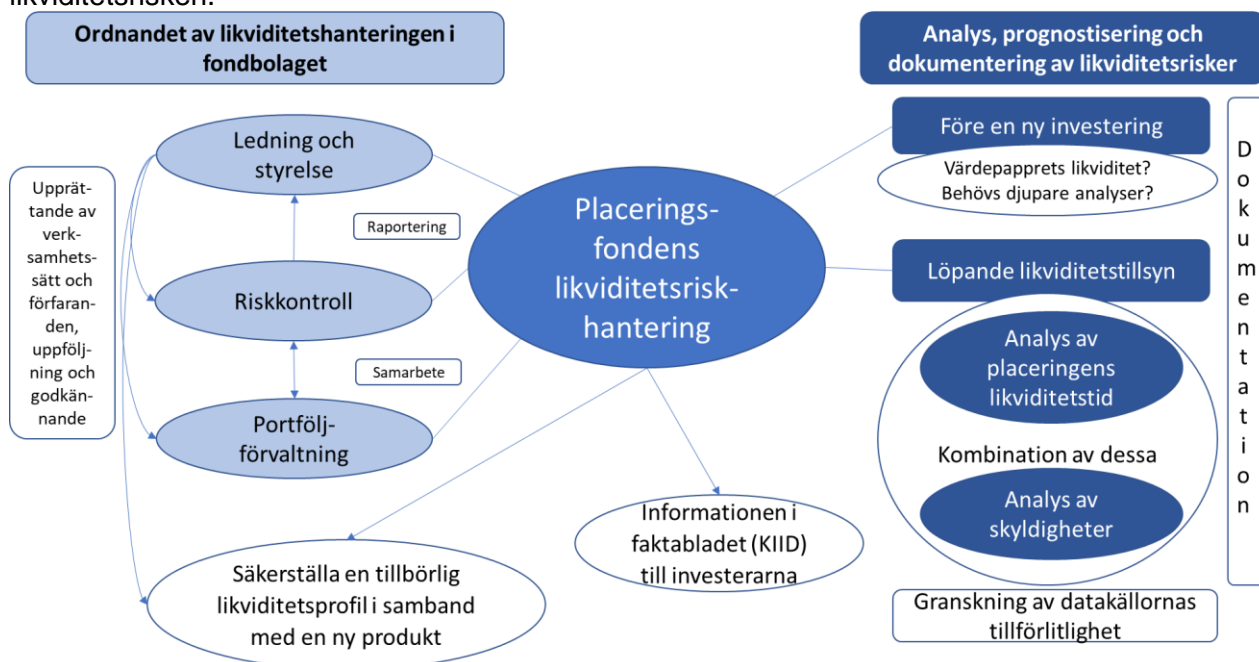 likviditetsrisken.
Ordnandet av likviditetshanteringen i
fondbolaget
Analys, prognostisering och
dokumentering av likviditetsrisker
Ledning och
styrelse
Upprät-
tande av
verk-
samhets-
sätt och
förfaran-
den,
uppfölj-
ning och
godkän-
nande
Raportering
Riskkontroll
Samarbete
Portfölj-
förvaltning
Placerings-
fondens
likviditetsrisk-
hantering
Säkerställa en tillbörlig
likviditetsprofil i samband
med en ny produkt
Informationen i
faktabladet (KIID)
till investerarna
Före en ny investering
Värdepapprets likviditet?
Behövs djupare analyser?
Löpande likviditetstillsyn
Analys av
placeringens
likviditetstid
Kombination av dessa
Analys av
skyldigheter
Granskning av datakällornas
tillförlitlighet
D
o
k
u
m
e
n
t
a
t
i
o
n